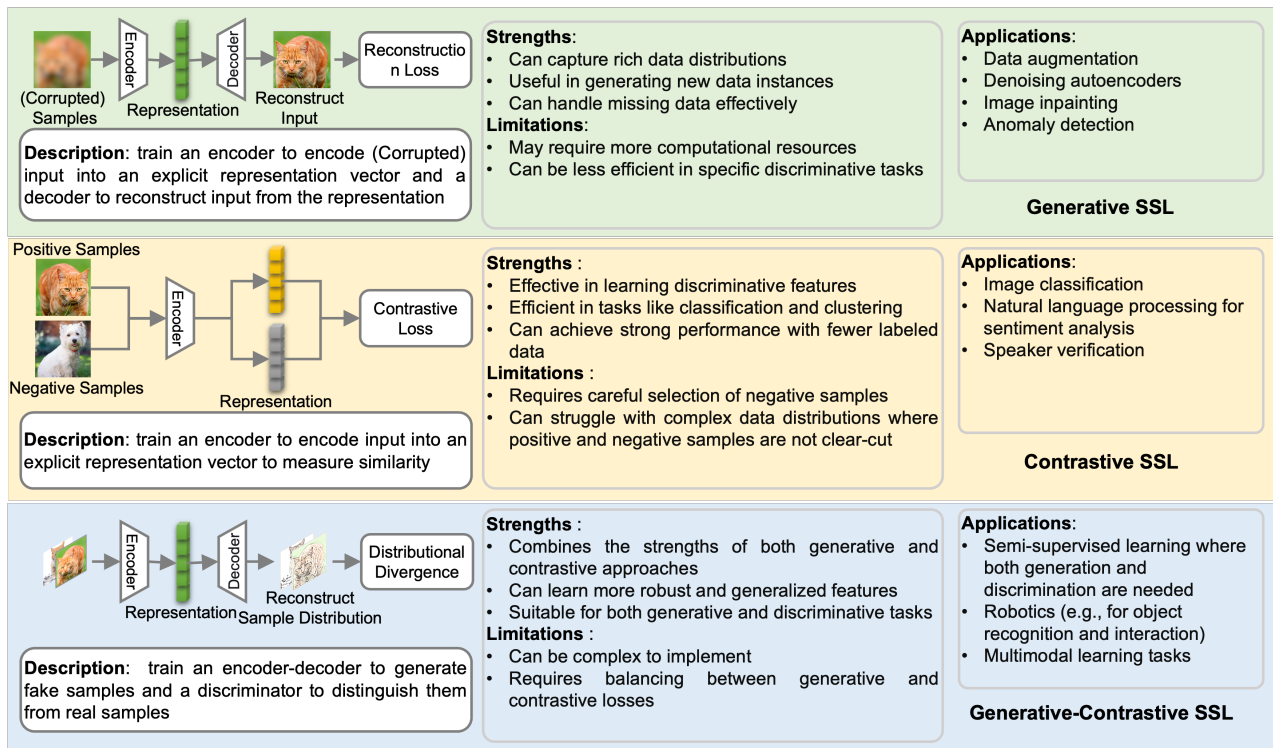 Encoder
Decoder
Reconstructio
n Loss
(Corrupted)
Samples
Representation
Reconstruct
Input
Description: train an encoder to encode (Corrupted)
input into an explicit representation vector and a
decoder to reconstruct input from the representation
Strengths:
• Can capture rich data distributions
• Useful in generating new data instances
• Can handle missing data effectively
Limitations:
• May require more computational resources
• Can be less efficient in specific discriminative tasks
Applications:
• Data augmentation
• Denoising autoencoders
• Image inpainting
• Anomaly detection
Generative SSL
Positive Samples
Encoder
Contrastive
Loss
Negative Samples
Representation
Description: train an encoder to encode input into an
explicit representation vector to measure similarity
Strengths :
• Effective in learning discriminative features
• Efficient in tasks like classification and clustering
• Can achieve strong performance with fewer labeled
data
Limitations :
• Requires careful selection of negative samples
• Can struggle with complex data distributions where
positive and negative samples are not clear-cut
Applications:
• Image classification
• Natural language processing for
sentiment analysis
• Speaker verification
Contrastive SSL
Encoder
Decoder
Distributional
Divergence
Representation
Reconstruct
Sample Distribution
Description: train an encoder-decoder to generate
fake samples and a discriminator to distinguish them
from real samples
Strengths :
• Combines the strengths of both generative and
contrastive approaches
• Can learn more robust and generalized features
• Suitable for both generative and discriminative tasks
Limitations :
• Can be complex to implement
• Requires balancing between generative and
contrastive losses
Applications:
• Semi-supervised learning where
both generation and
discrimination are needed
• Robotics (e.g., for object
recognition and interaction)
• Multimodal learning tasks
Generative-Contrastive SSL